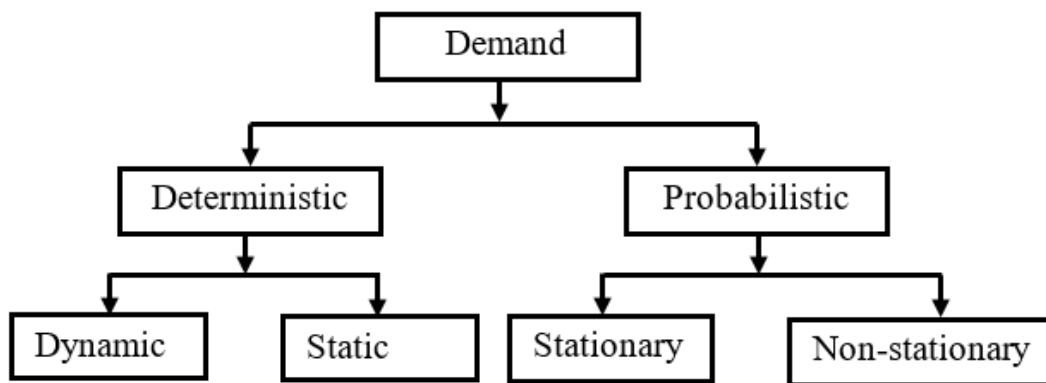 Demand
Deterministic
Probabilistic
Dynamic
Static
Stationary
Non-stationary